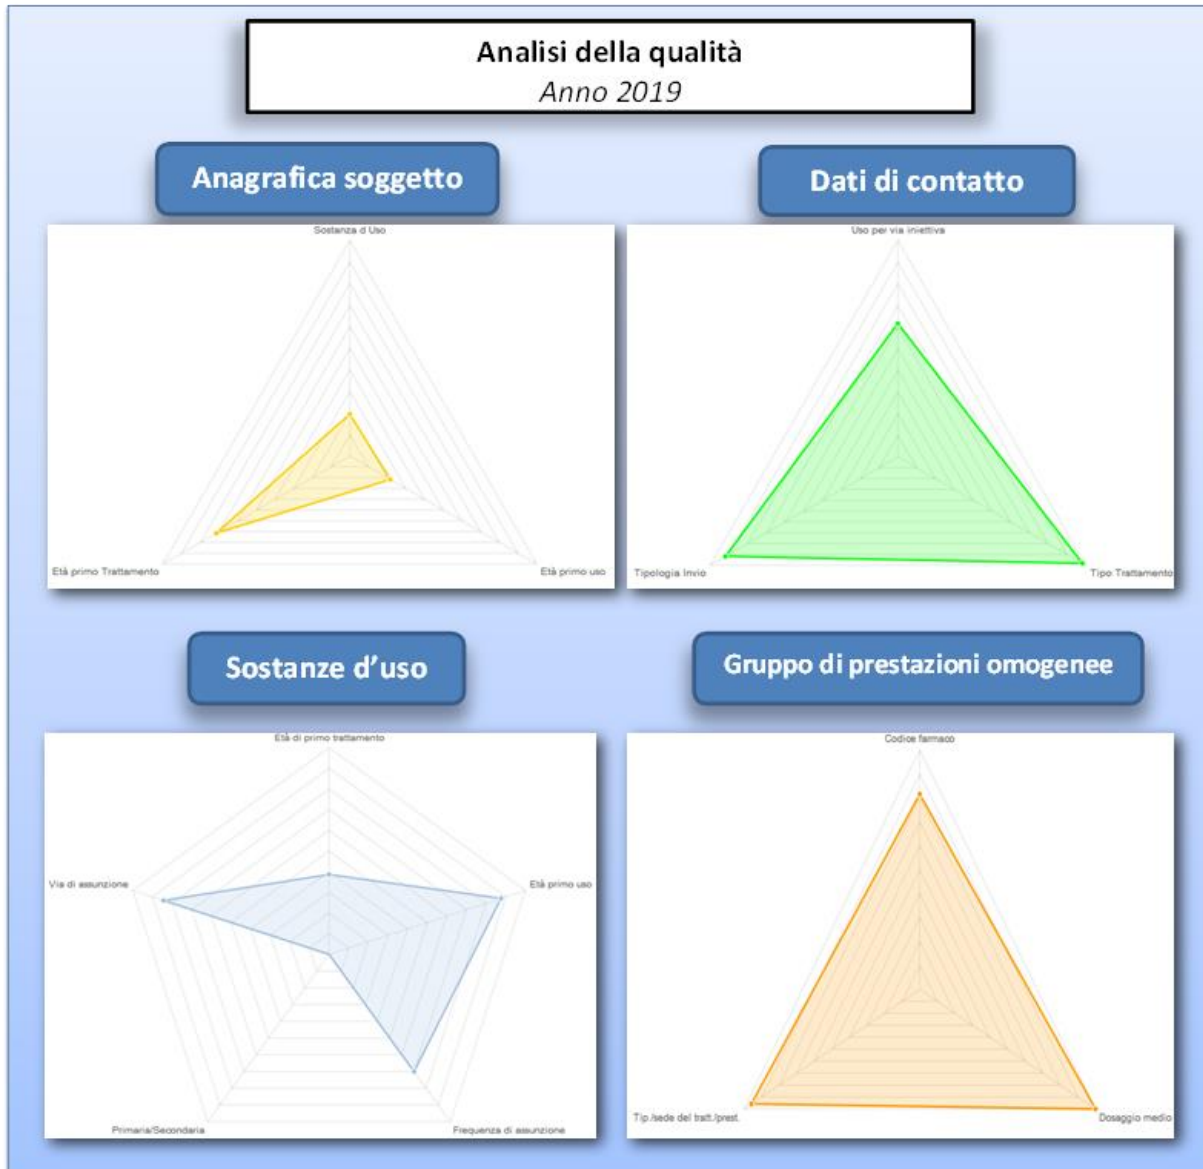 Analisi della qualità
Anno 2019
Anagrafica soggetto
Dati di contatto
Sostanza d Uso
Età primo Trattamento
Età primo uso
Uso per via iniettiva
Tipologia Invio
Tipo Trattamento
Sostanze d’uso
Gruppo di prestazioni omogenee
Età di primo trattamento
Via di assunzione
Età primo uso
Primaria/Secondaria
Frequenza di assunzione
Codice farmaco
Tip./sede del tratt./prest.
Dosaggio medio